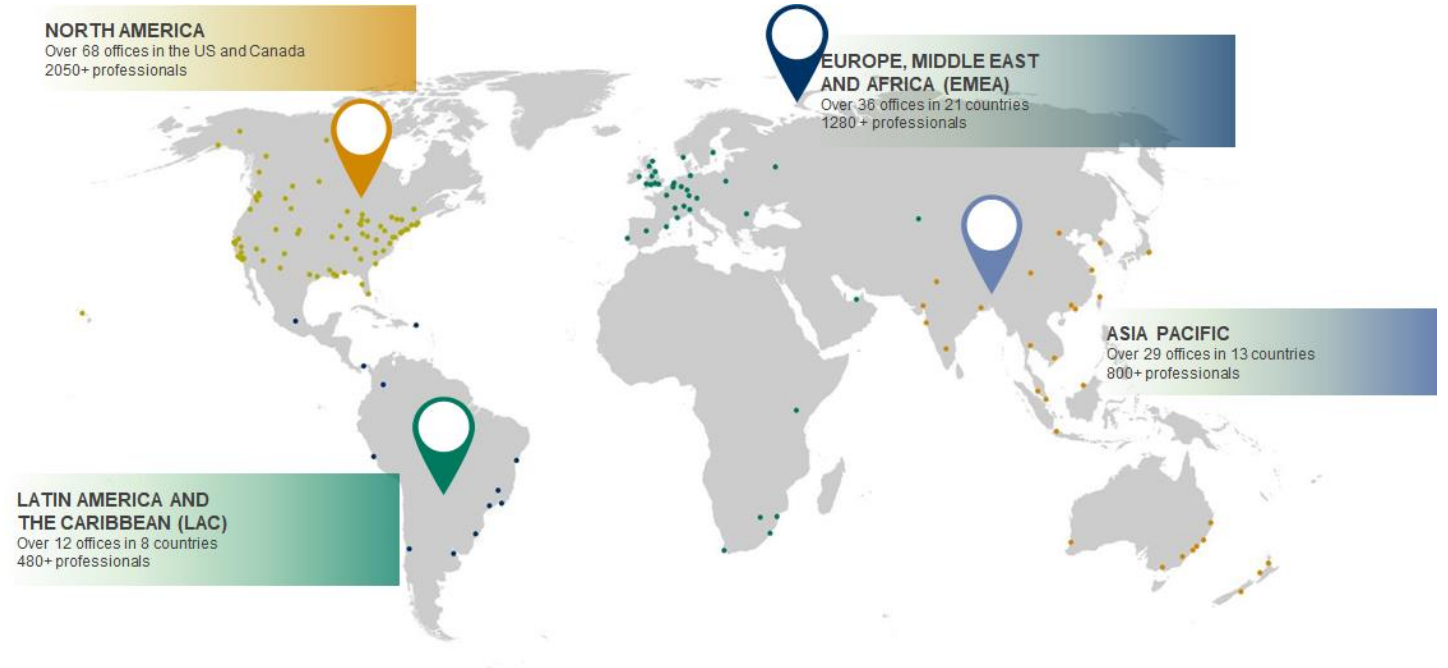 NORTH AMERICA
Over 68 offices in the US and Canada
2050+ professionals
EUROPE, MIDDLE EAST
AND AFRICA (EMEA)
Over 36 offices in 21 countries
1280 + professionals
ASIA PACIFIC
Over 29 offices in 13 countries
800+ professionals
LATIN AMERICA AND
THE CARIBBEAN (LAC)
Over 12 offices in 8 countries
480+ professionals